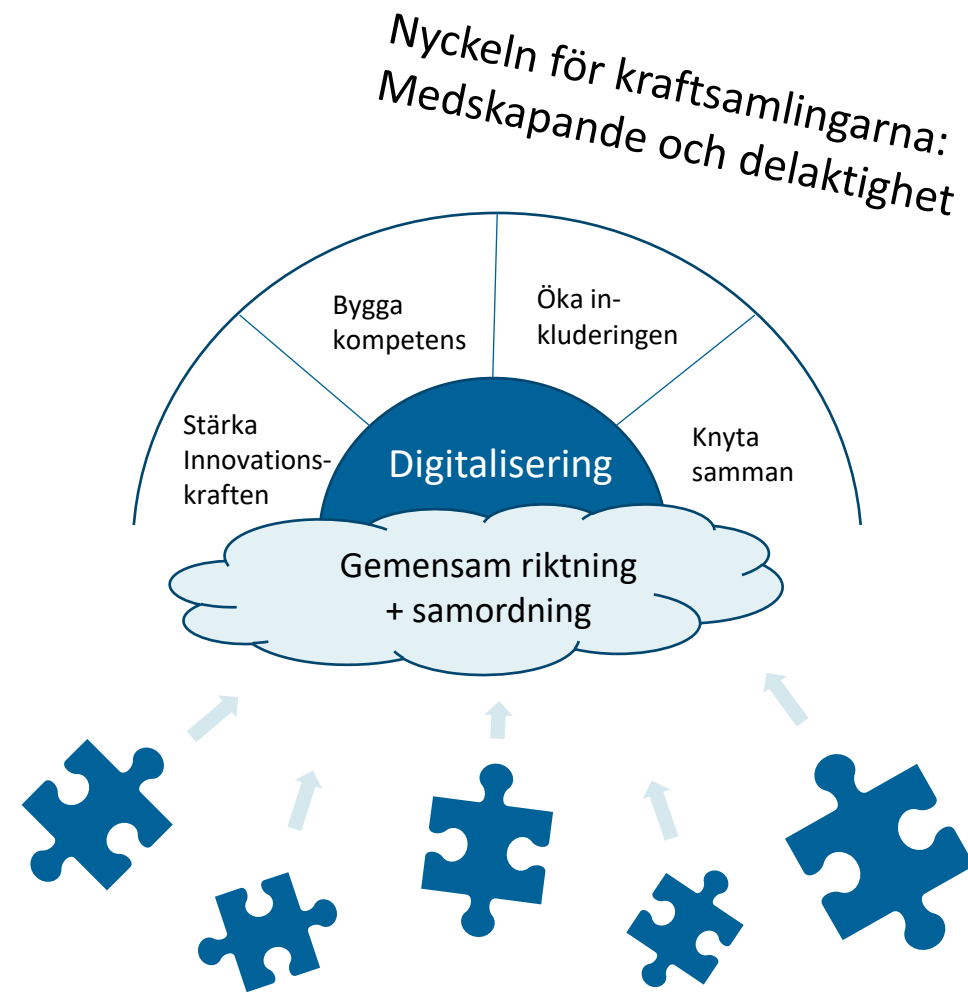 Nyckeln för kraftsamlingarna:
Medskapande och delaktighet
Stärka
Innovations-
kraften
Bygga
kompetens
Öka in-
kluderingen
Knyta
samman
Digitalisering
Gemensam riktning
+ samordning